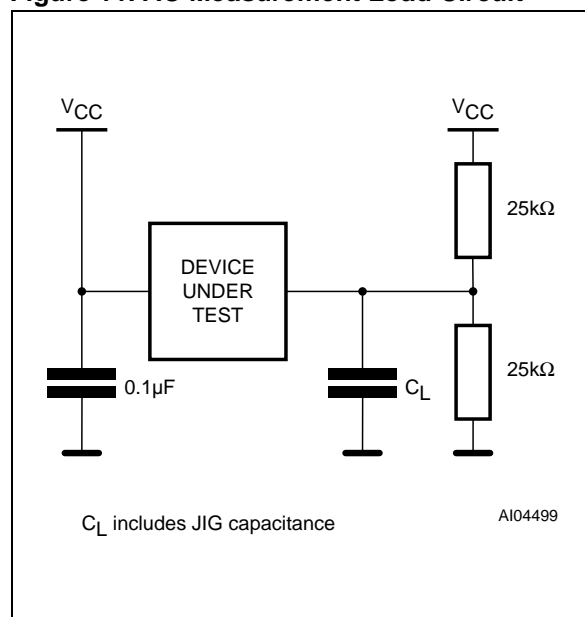 Figure AC Measurement Load Circuit
VCC VCC
25kΩ
DEVICE
UNDER
TEST
0.1µF CL 25kΩ
CL includes JIG capacitance AI04499